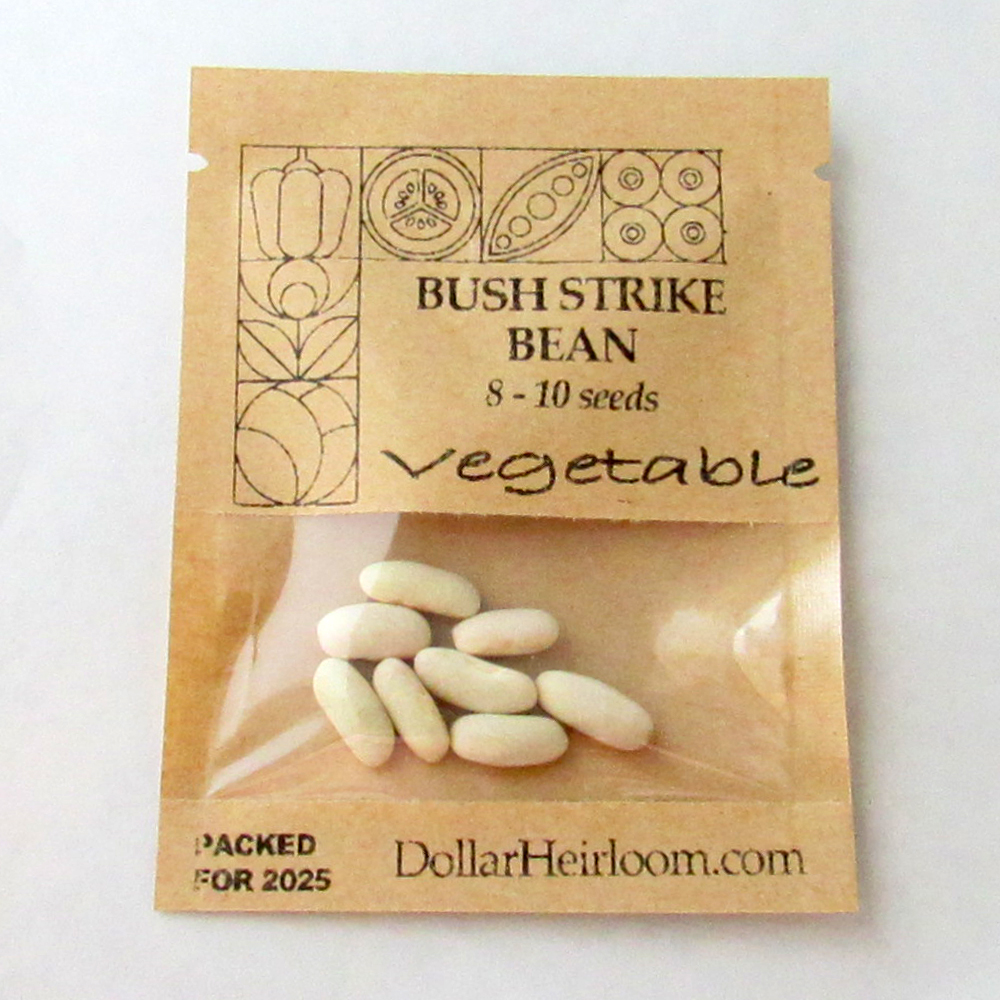 BUSH STRIKE
BEAN
8 - 10 seeds
vegetable
PACKED
FOR 2025
DollarHeirloom.com